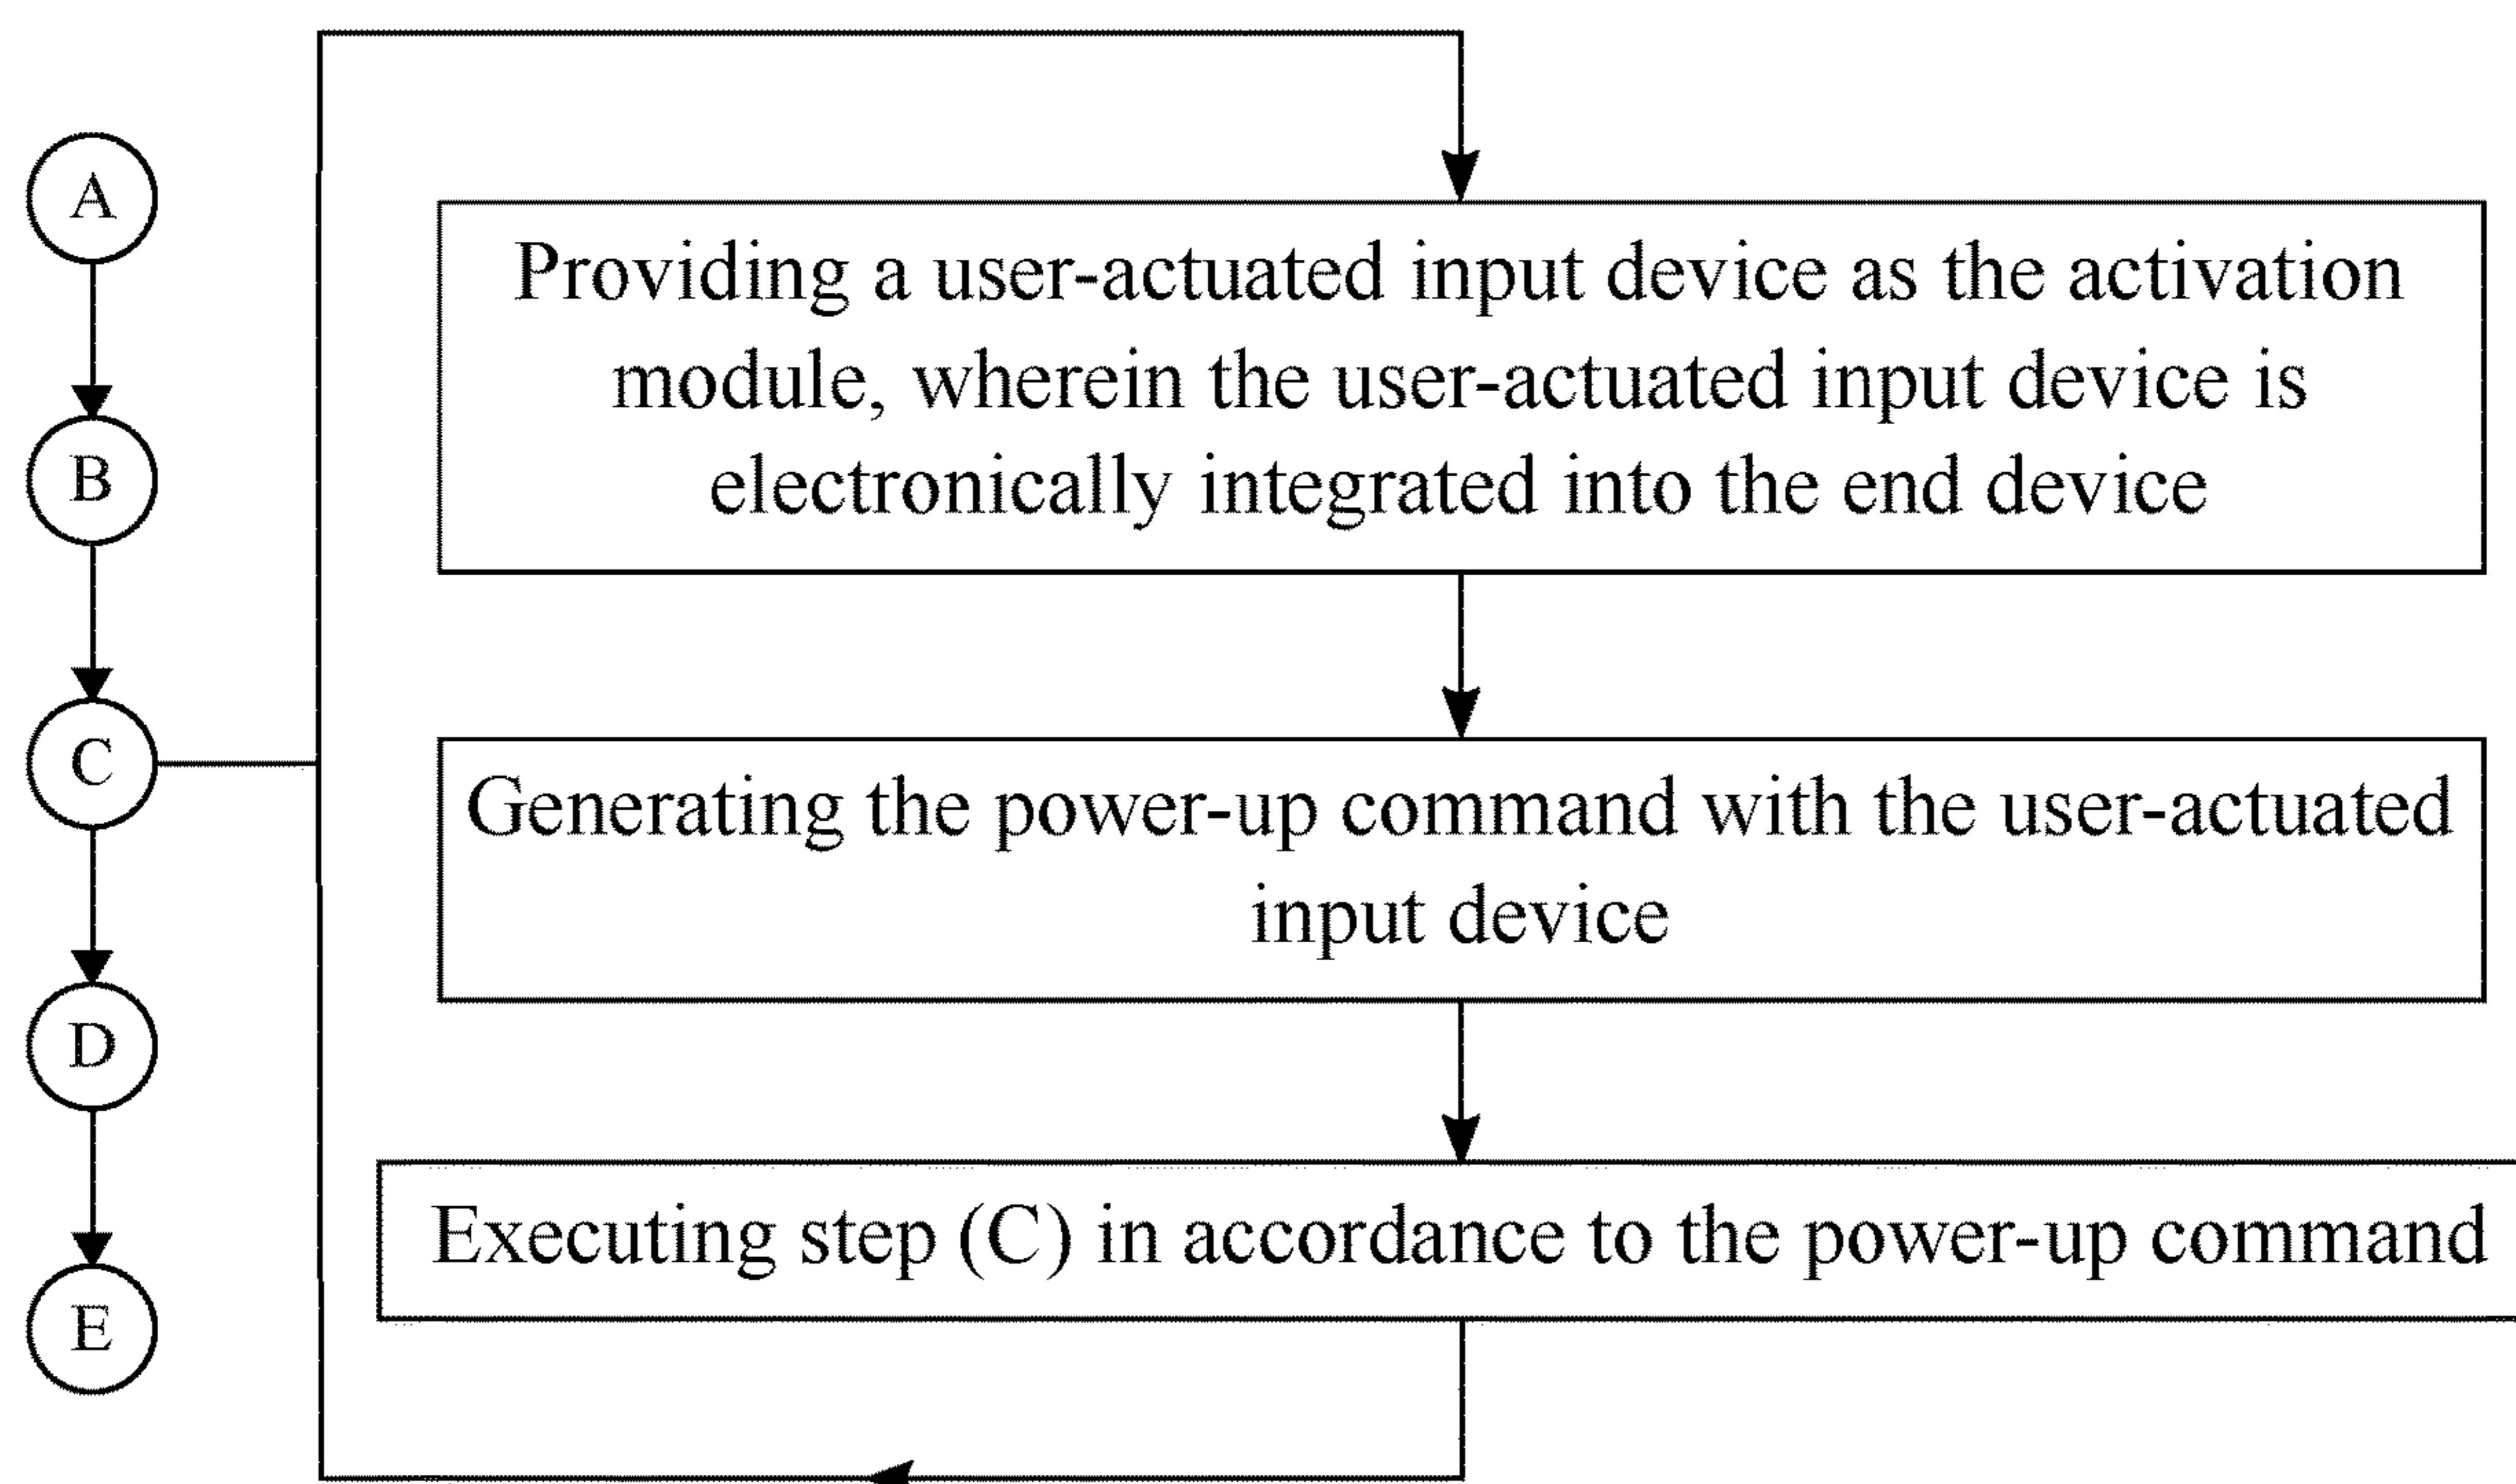 A
B
C
D
E
Providing a user-actuated input device as the activation
module, wherein the user-actuated input device is
electronically integrated into the end device
Generating the power-up command with the user-actuated
input device
Executing step (C) in accordance to the power-up command